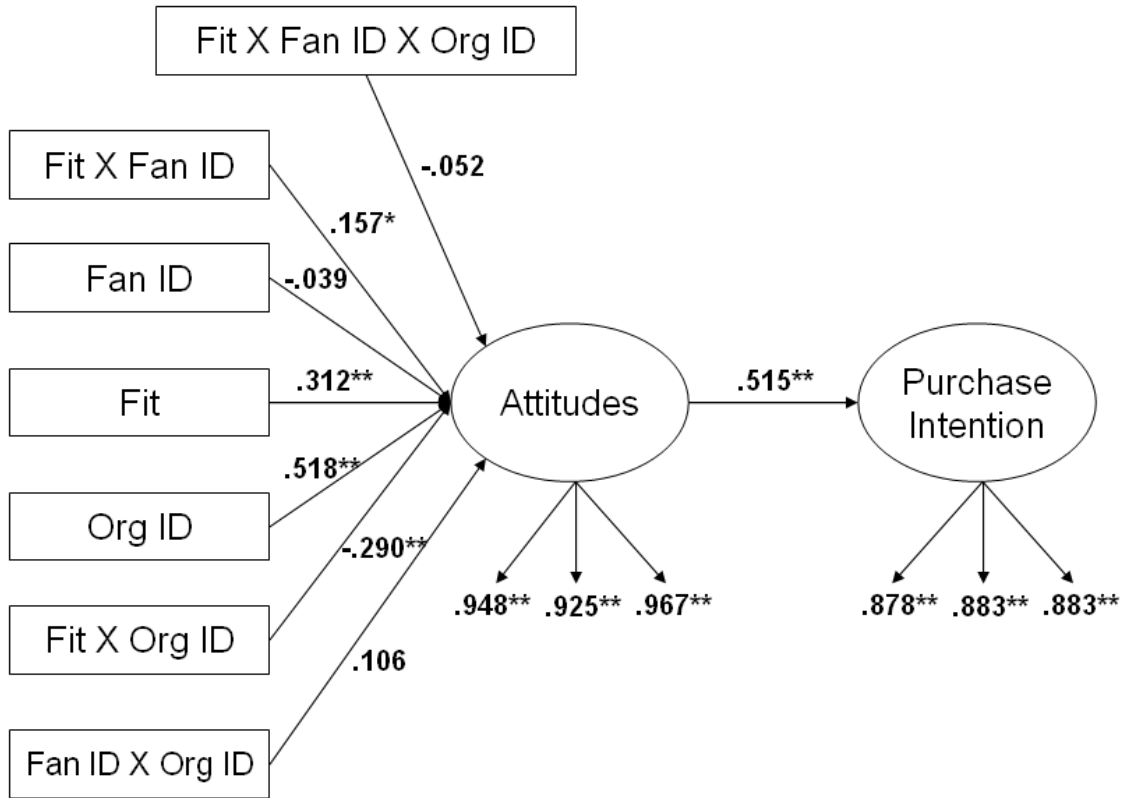 Fit X Fan ID X Org ID
-.052
Fit X Fan ID
.157*
Fan ID
-.039
Fit
.312**
Attitudes
.515**
Purchase
Intention
Org ID
.518**
Fit X Org ID
-.290**
.948** .925** .967**
.878** .883** .883**
Fan ID X Org ID
.106